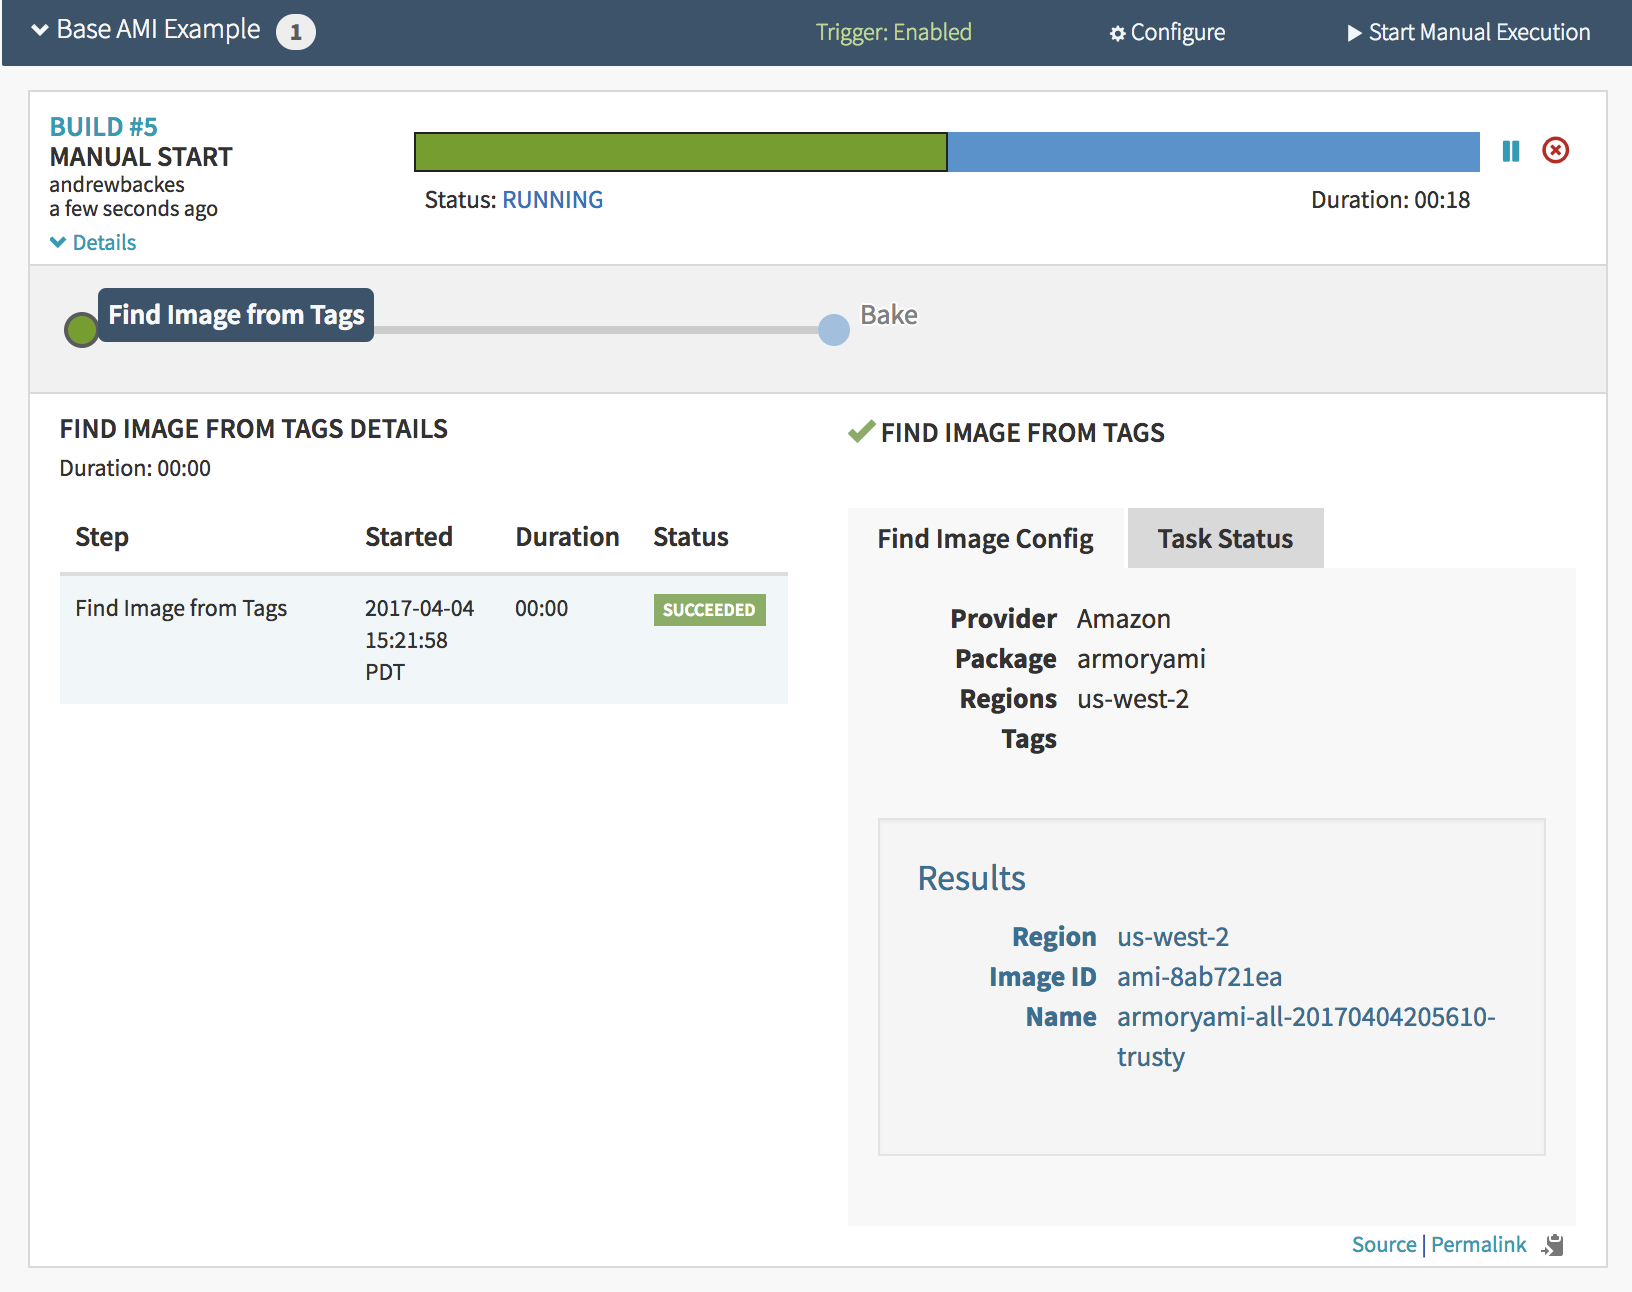 Base AMI Example 1
Trigger: Enabled
Configure
Start Manual Execution
BUILD #5
MANUAL START
andrewbackes
a few seconds ago
Details
Status: RUNNING
Duration: 00:18
Find Image from Tags
Bake
FIND IMAGE FROM TAGS DETAILS
Duration: 00:00
Step Started Duration Status
Find Image from Tags 2017-04-04 00:00 SUCCEEDED
15:21:58
PDT
FIND IMAGE FROM TAGS
Find Image Config Task Status
Provider Amazon
Package armoryami
Regions us-west-2
Tags
Results
Region us-west-2
Image ID ami-8ab721ea
Name armoryami-all-20170404205610-
trusty
Source | Permalink